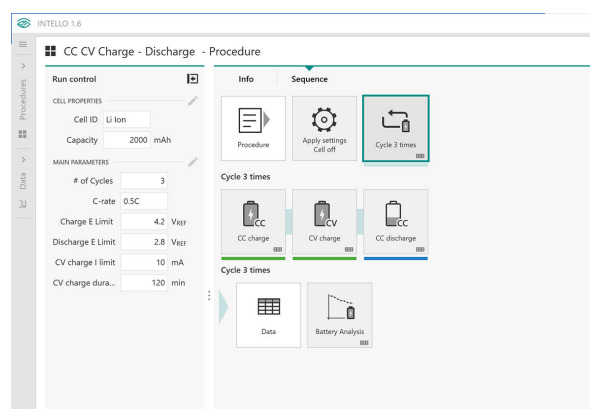 INTELLO 1.6
CC CV Charge - Discharge - Procedure
Procedures
Data
Run control
CELL PROPERTIES
Cell ID Li Ion
Capacity 2000 mAh
MAIN PARAMETERS
# of Cycles 3
C-rate 0.5C
Charge E Limit 4.2 VREF
Discharge E Limit 2.8 VREF
CV charge I limit 10 mA
CV charge dura... 120 min
Info Sequence
Procedure
Apply settings
Cell off
Cycle 3 times
Cycle 3 times
CC
CC charge
CV
CV charge
CC
CC discharge
Cycle 3 times
Data
Battery Analysis